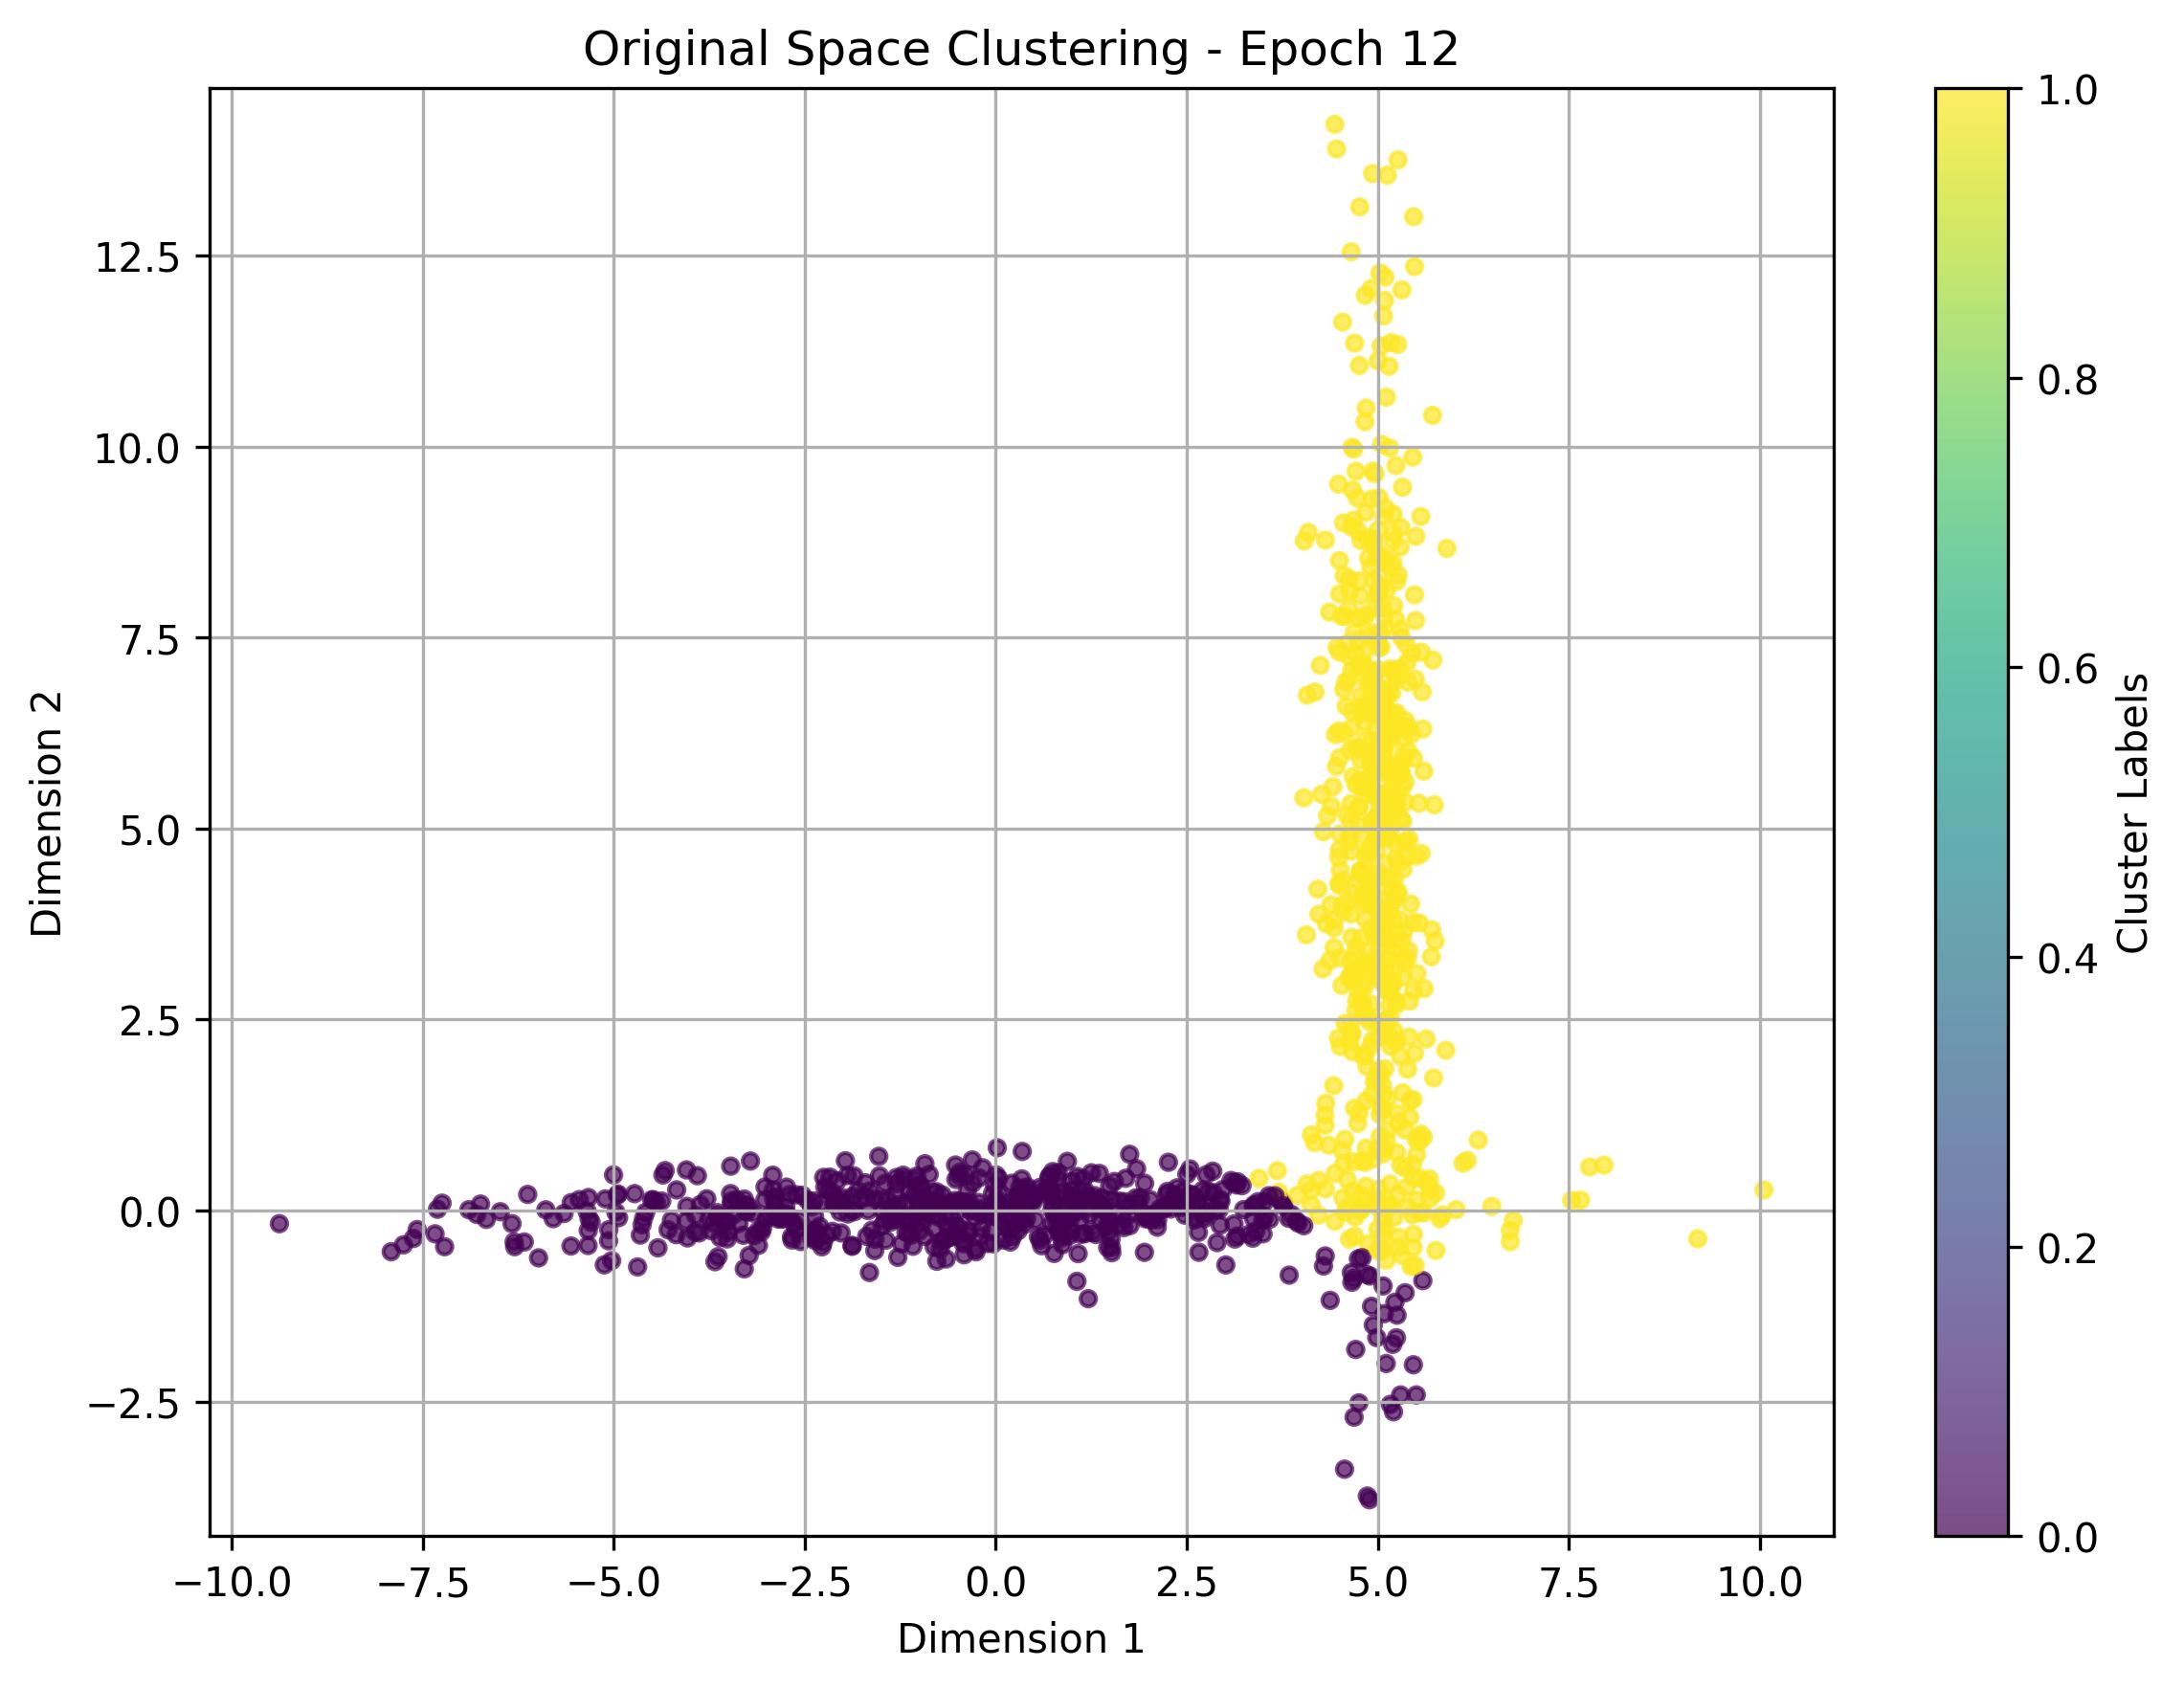 Original Space Clustering - Epoch 12
1.0
12.5
0.8
10.0
7.5
0.6
Dimension 2
Cluster Labels
5.0
0.4
2.5
0.0
0.2
−2.5
0.0
−10.0 −7.5 −5.0 −2.5 0.0 2.5 5.0 7.5 10.0
Dimension 1